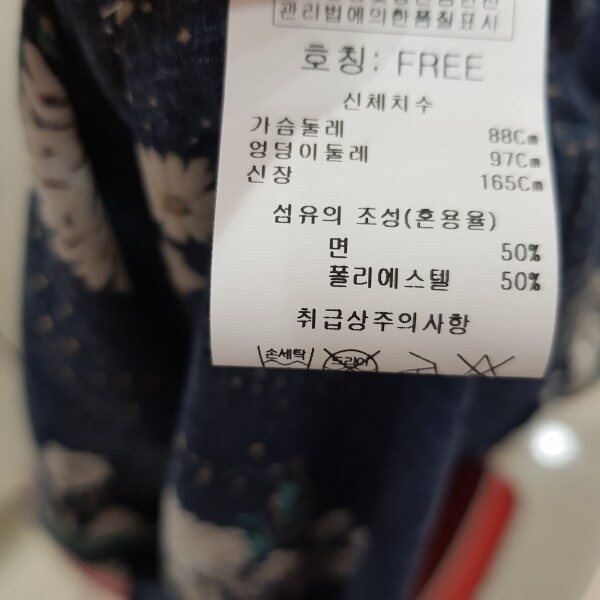 관리법에의한품질표시
호칭: FREE
신체치수
가슴둘레 88Cm
엉덩이둘레 97Cm
신장 165Cm
섬유의 조성(혼용율)
면 50%
폴리에스텔 50%
취급상주의사항
손세탁 드라이